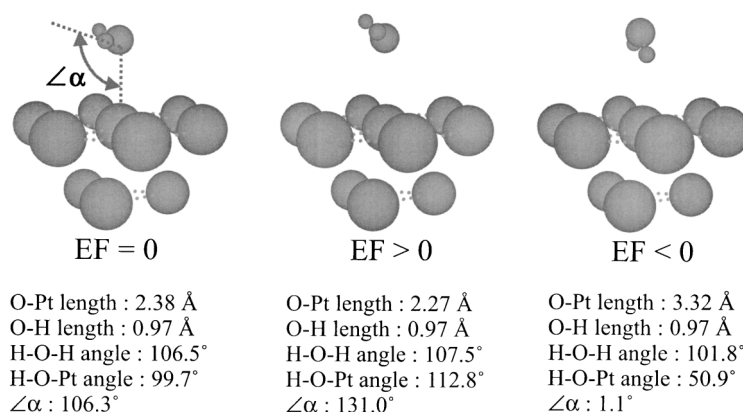 ∠α
EF = 0
EF > 0
EF < 0
O-Pt length : 2.38 Å
O-H length : 0.97 Å
H-O-H angle : 106.5°
H-O-Pt angle : 99.7°
∠α : 106.3°
O-Pt length : 2.27 Å
O-H length : 0.97 Å
H-O-H angle : 107.5°
H-O-Pt angle : 112.8°
∠α : 131.0°
O-Pt length : 3.32 Å
O-H length : 0.97 Å
H-O-H angle : 101.8°
H-O-Pt angle : 50.9°
∠α : 1.1°